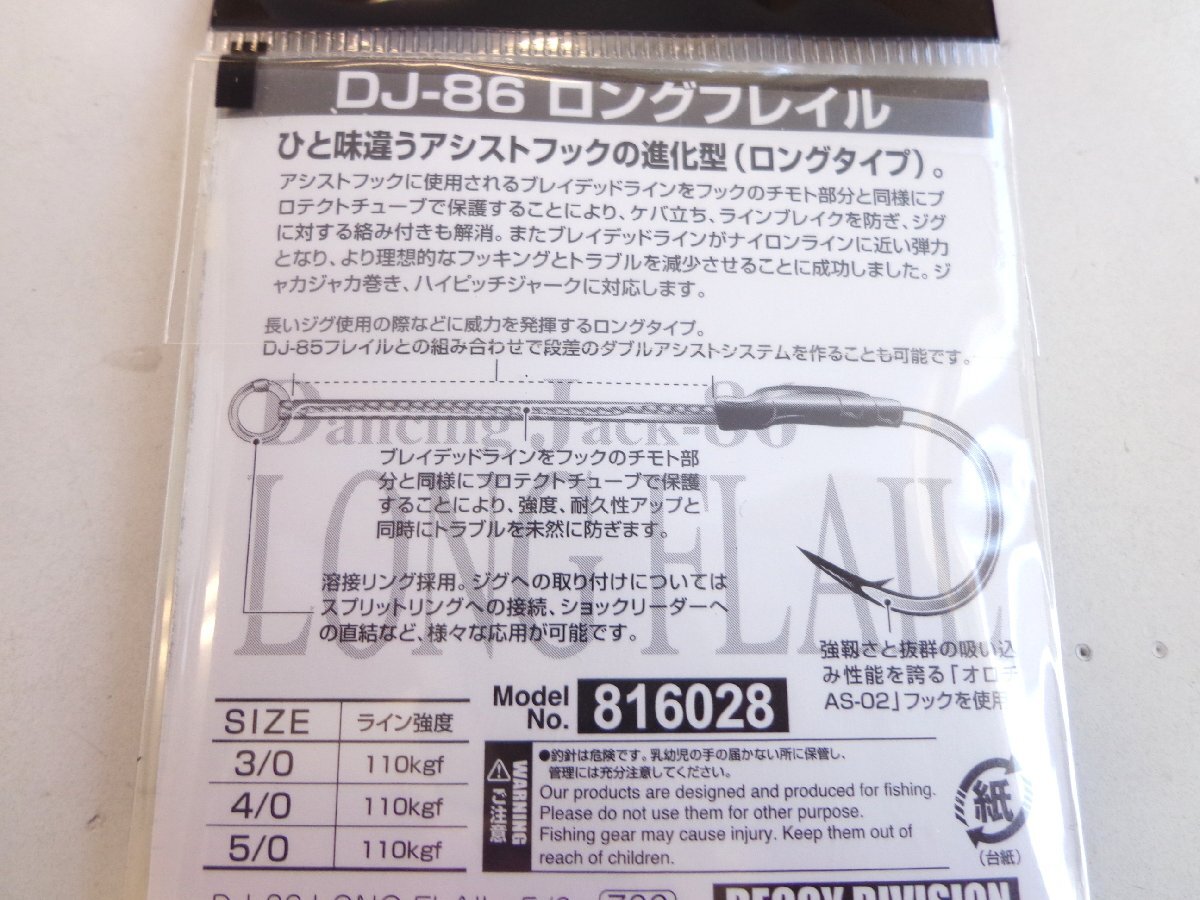 DJ-86 ロングフレイル
ひと味違うアシストフックの進化型（ロングタイプ）。
アシストフックに使用されるブレイデッドラインをフックのチモト部分と同様にプ
ロテクトチューブで保護することにより、ケバ立ち、ラインブレイクを防ぎ、ジグ
に対する絡み付きも解消。またブレイデッドラインがナイロンラインに近い弾力
となり、より理想的なフッキングとトラブルを減少させることに成功しました。ジ
ャカジャカ巻き、ハイピッチジャークに対応します。
長いジグ使用の際などに威力を発揮するロングタイプ。
DJ-85フレイルとの組み合わせで段差のダブルアシストシステムを作ることも可能です。
Dancing Jack-86
LONG FLAIL
ブレイデッドラインをフックのチモト部
分と同様にプロテクトチューブで保護
することにより、強度、耐久性アップと
同時にトラブルを未然に防ぎます。
溶接リング採用。ジグへの取り付けについては
スプリットリングへの接続、ショックリーダーへ
の直結など、様々な応用が可能です。
強靱さと抜群の吸い込
み性能を誇る「オロチ
AS-02」フックを使用
Model No. 816028
SIZE ライン強度
3/0 110kgf
4/0 110kgf
5/0 110kgf
WARNING
注意
●釣針は危険です。乳幼児の手の届かない所に保管し、
管理には充分注意してください。
Our products are designed and produced for fishing.
Please do not use them for other purpose.
Fishing gear may cause injury. Keep them out of
reach of children.
紙
（台紙）
DECOY DIVISION